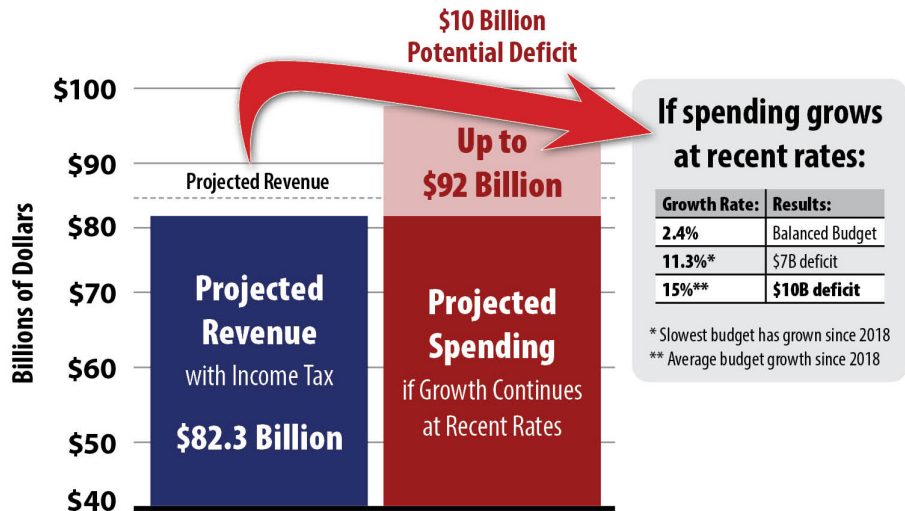 $10 Billion
Potential Deficit
Billions of Dollars
$100
$90
$80
$70
$60
$50
$40
Projected Revenue
Projected
Revenue
with Income Tax
$82.3 Billion
Up to
$92 Billion
Projected
Spending
if Growth Continues
at Recent Rates
If spending grows
at recent rates:
Growth Rate: Results:
2.4% Balanced Budget
11.3%* $7B deficit
15%** $10B deficit
* Slowest budget has grown since 2018
** Average budget growth since 2018